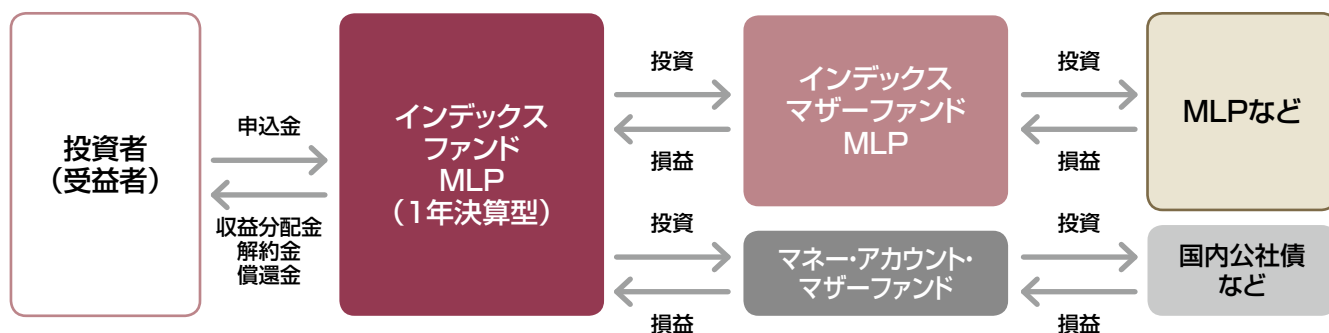 投資者
（受益者）
申込金
収益分配金
解約金
償還金
インデックス
ファンド
MLP
（1年決算型）
投資
損益
インデックス
マザーファンド
MLP
投資
損益
MLPなど
投資
損益
マネー・アカウント・
マザーファンド
投資
損益
国内公社債
など